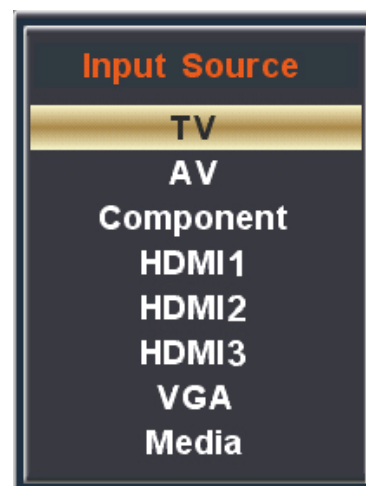 Input Source
TV
AV
Component
HDMI1
HDMI2
HDMI3
VGA
Media